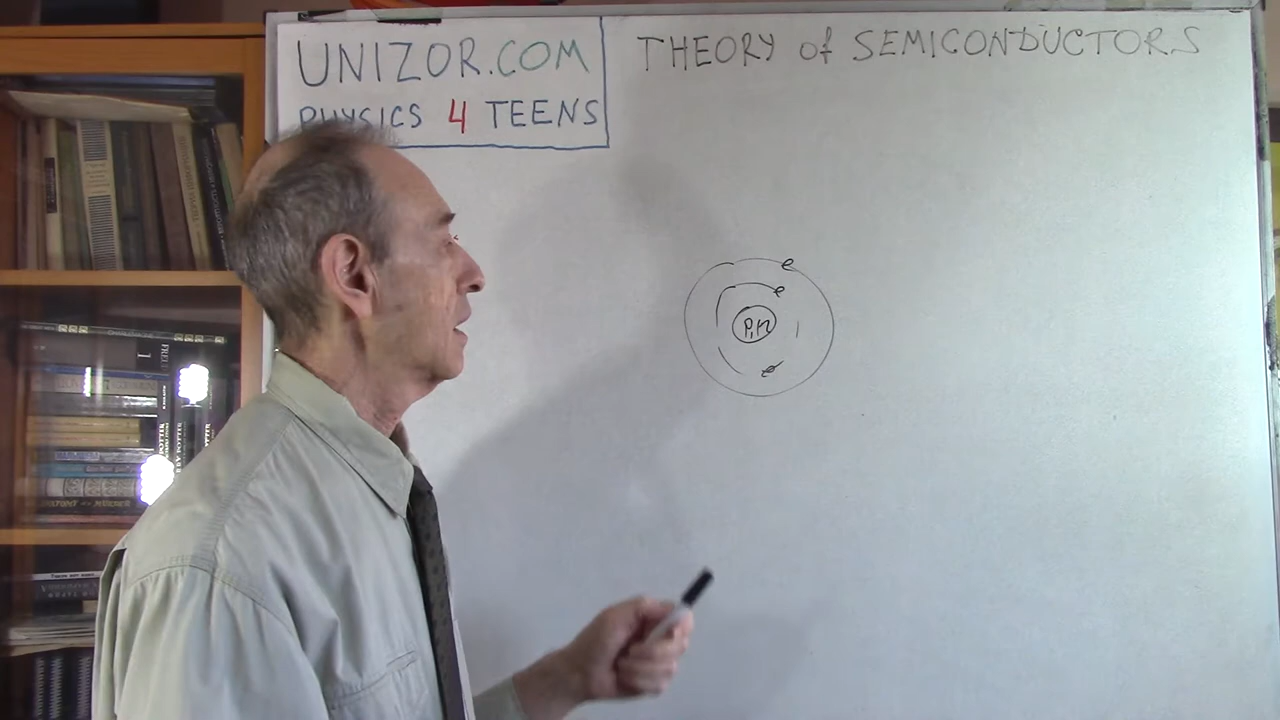 UNIZOR.COM
PHYSICS 4 TEENS
THEORY of SEMICONDUCTORS
e
e
p,n
e